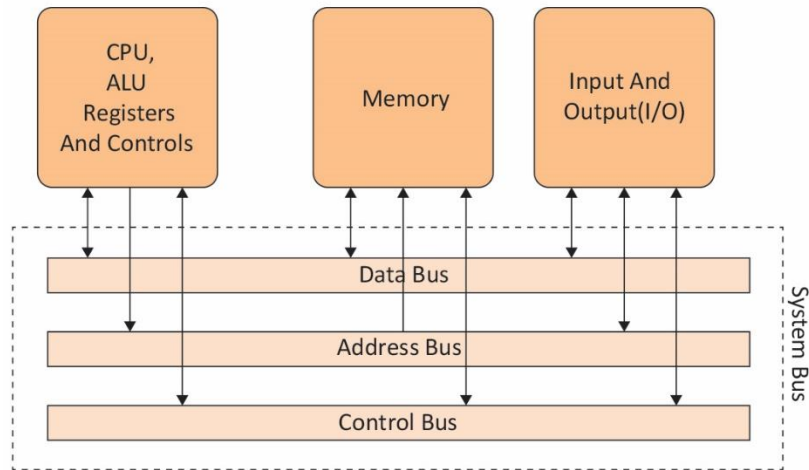 CPU,
ALU
Registers
And Controls
Memory
Input And
Output(I/O)
Data Bus
Address Bus
Control Bus
System Bus